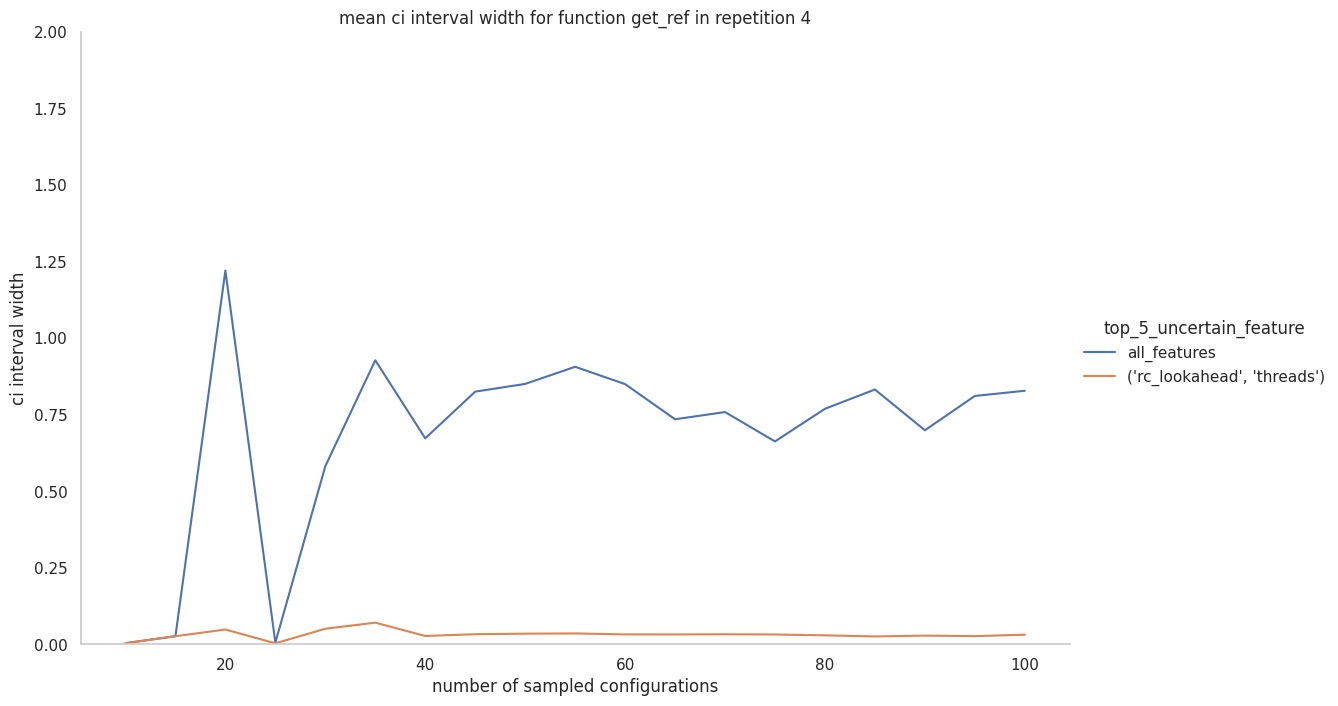 mean ci interval width for function get_ref in repetition 4
2.00
1.75
1.50
1.25
1.00
0.75
0.50
0.25
0.00
ci interval width
20 40 60 80 100
number of sampled configurations
top_5_uncertain_feature
all_features
('rc_lookahead', 'threads')